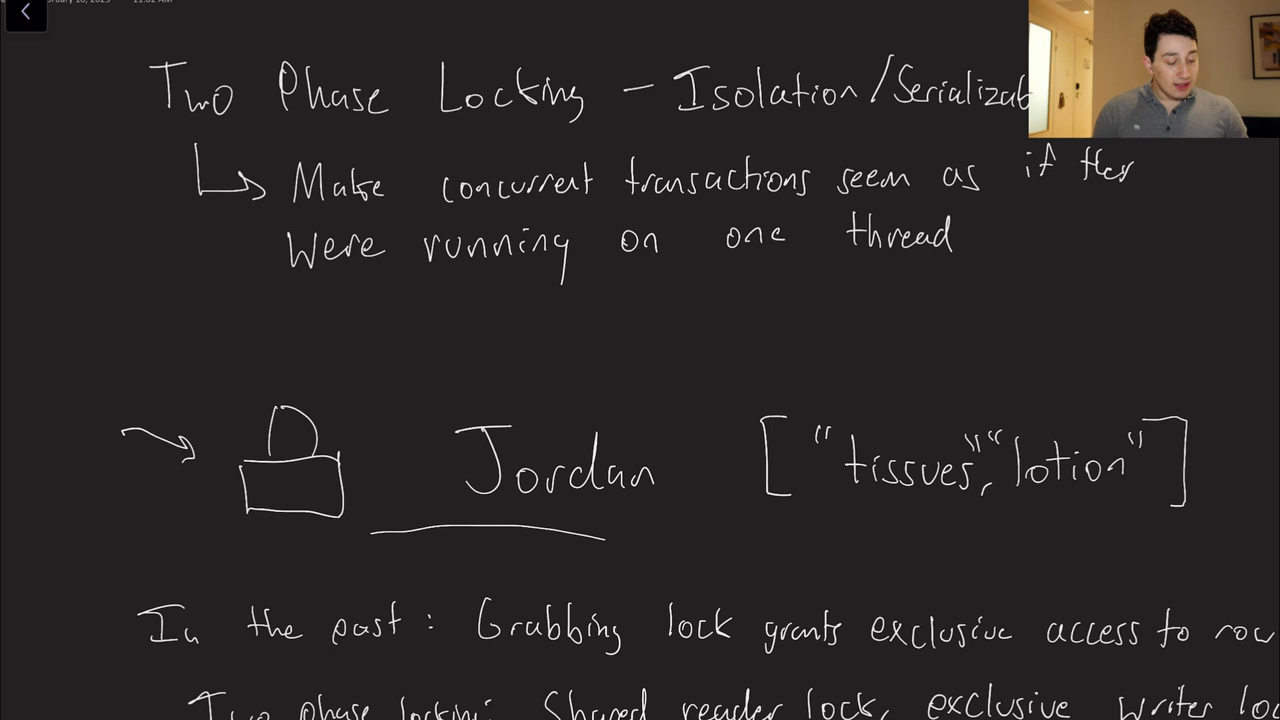 Two Phase Locking - Isolation/Serializab
↳ Make concurrent transactions seem as if they
were running on one thread
Jordan ["tissues", "lotion"]
In the past: Grabbing lock grants exclusive access to row
Two phase locking: Shared reader lock, exclusive writer loc